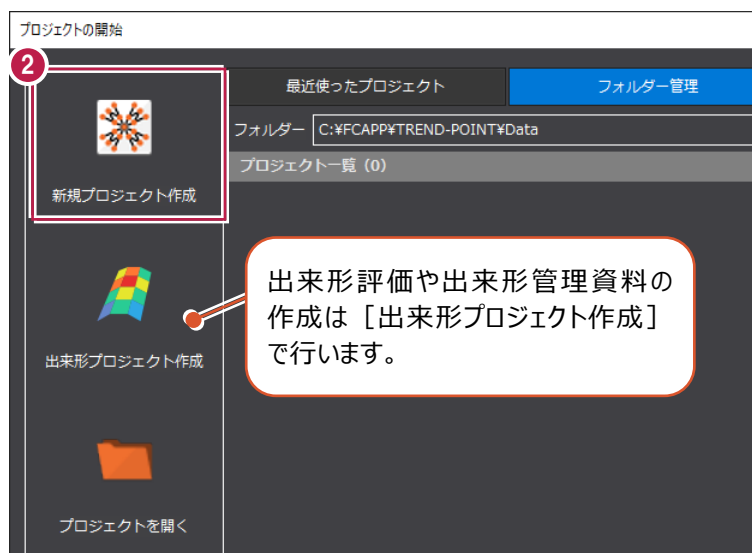 プロジェクトの開始
2
最近使ったプロジェクト
フォルダー管理
フォルダー C:¥FCAPP¥TREND-POINT¥Data
プロジェクト一覧 (0)
新規プロジェクト作成
出来形評価や出来形管理資料の
作成は［出来形プロジェクト作成］
で行います。
出来形プロジェクト作成
プロジェクトを開く